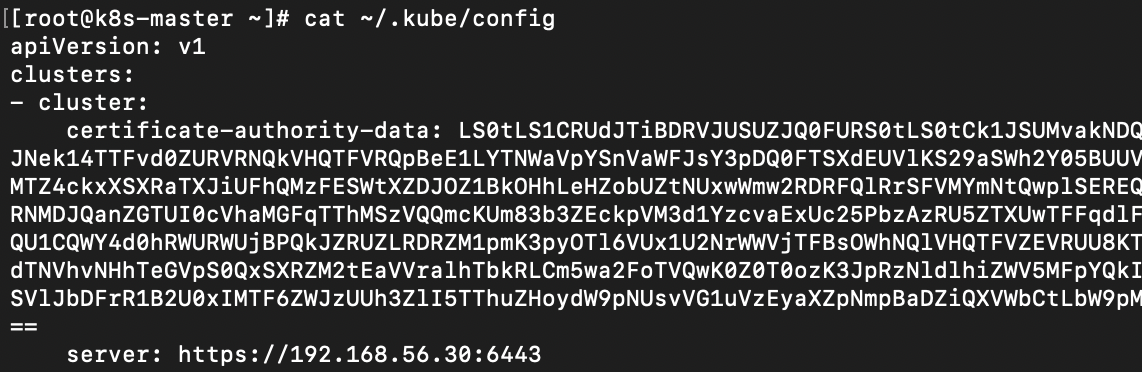 [[root@k8s-master ~]# cat ~/.kube/config
apiVersion: v1
clusters:
- cluster:
    certificate-authority-data: LS0tLS1CRUdJTiBDRVJUSUZJQ0FURS0tLS0tCk1JSUMvakNDQ
JNek14TTFvd0ZURVRNQkVHQTFVRQpBeE1LYTNWaVpYSnVaWFJsY3pDQ0FTSXdEUVlKS29aSWh2Y05BUUV
MTZ4ckxXSXRaTXJiUFhQMzFESWtXZDJOZ1BkOHhLeHZobUZtNUxwWmw2RDRFQlRrSFVMYmNtQwplSEREQ
RNMDJQanZGTUI0cVhaMGFqTThMSzVQQmcKUm83b3ZEckpVM3d1YzcvaExUc25PbzAzRU5ZTXUwTFFqdlF
QU1CQWY4d0hRWURWUjBPQkJZRUZLRDRZM1pmK3pyOTl6VUx1U2NrWWVjTFBsOWhNQlVHQTFVZEVRUU8KT
dTNVhvNHhTeGVpS0QxSXRZM2tEaVVralhTbkRLCm5wa2FoTVQwK0Z0T0ozK3JpRzNldlhiZWV5MFpYQkI
SVlJbDFrR1B2U0xIMTF6ZWJzUUh3ZlI5TThuZHoydW9pNUsvVG1uVzEyaXZpNmpBaDZiQXVWbCtLbW9pM
==
    server: https://192.168.56.30:6443